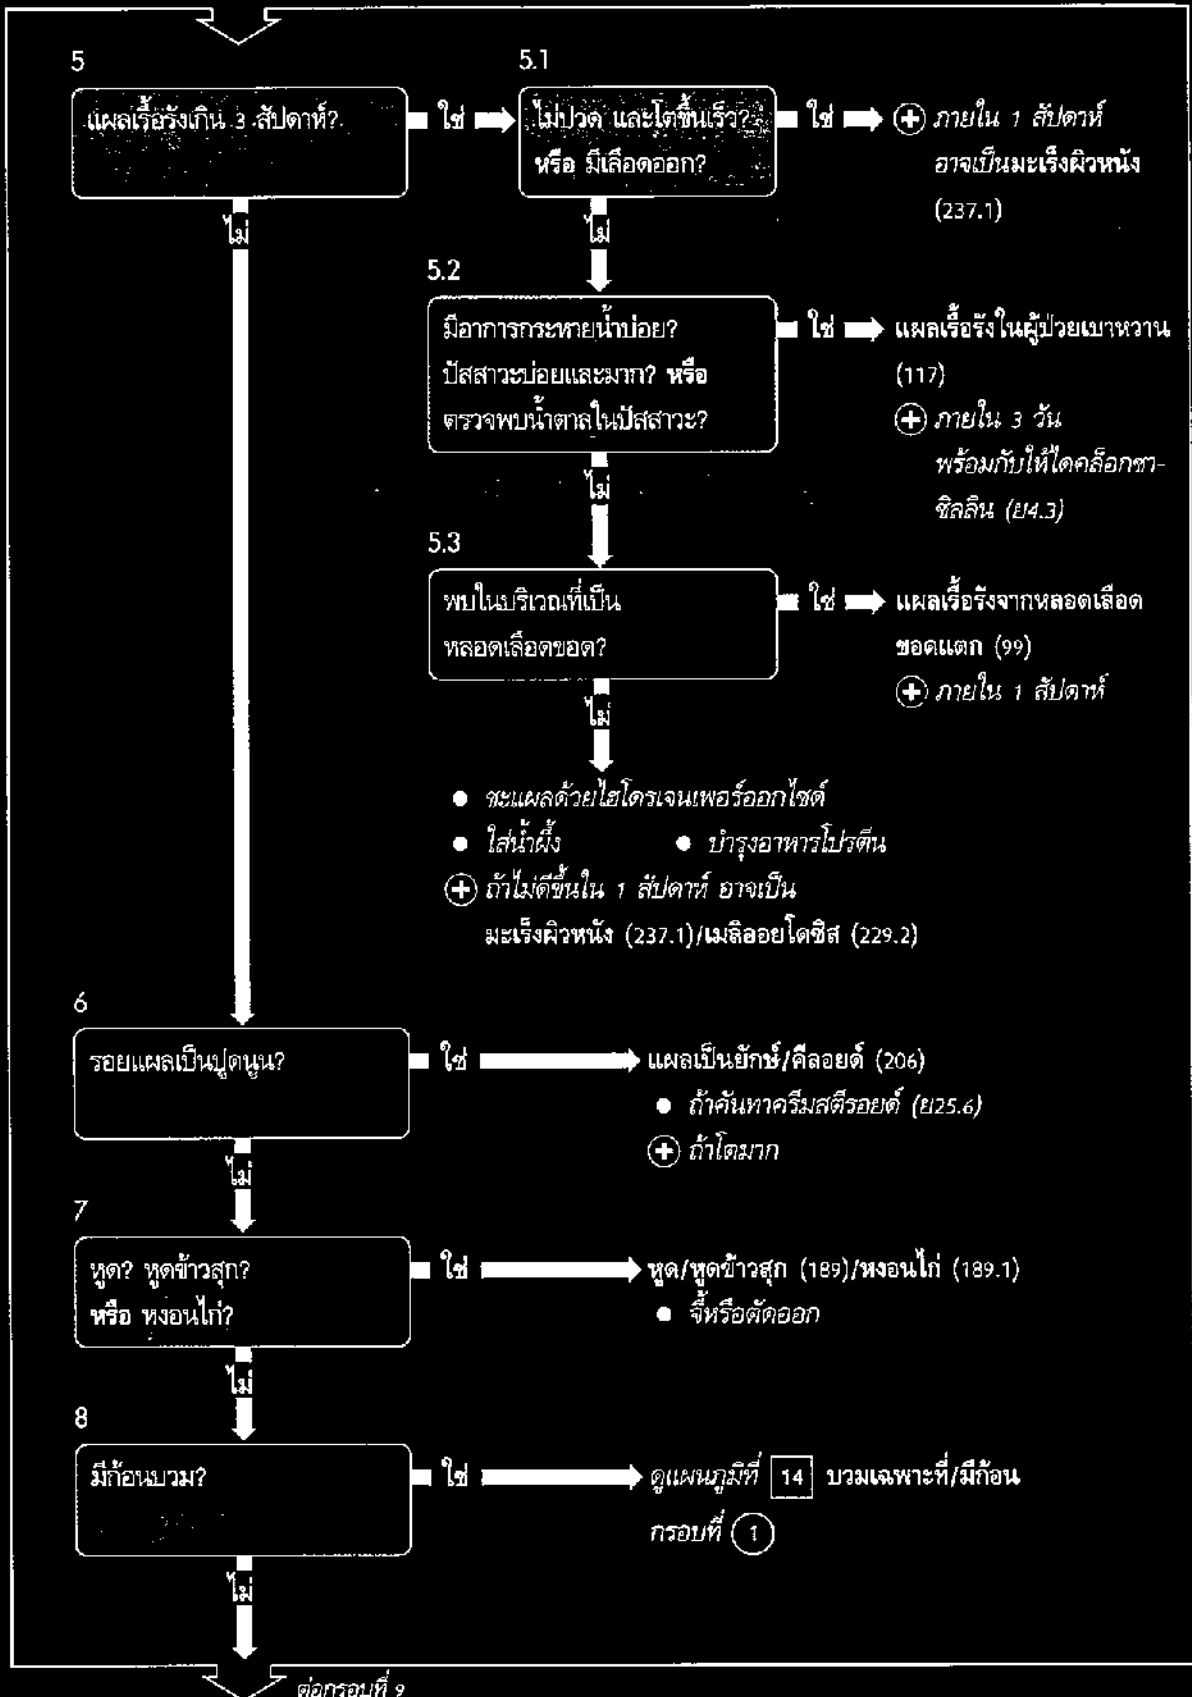 5
แผลเรื้อรังเกิน 3 สัปดาห์?
ใช่
5.1
ไม่ปวด และโตขึ้นเร็ว?
หรือ มีเลือดออก?
ใช่
ภายใน 1 สัปดาห์
อาจเป็นมะเร็งผิวหนัง
(237.1)
ไม่
ไม่
5.2
มีอาการกระหายน้ำบ่อย?
ปัสสาวะบ่อยและมาก? หรือ
ตรวจพบน้ำตาลในปัสสาวะ?
ใช่
แผลเรื้อรังในผู้ป่วยเบาหวาน
(117)
ภายใน 3 วัน
พร้อมกับให้ไดคล็อกซา-
ซิลลิน (ย4.3)
ไม่
5.3
พบในบริเวณที่เป็น
หลอดเลือดขอด?
ใช่
แผลเรื้อรังจากหลอดเลือด
ขอดแตก (99)
ภายใน 1 สัปดาห์
ไม่
• ชะแผลด้วยไฮโดรเจนเพอร์ออกไซด์
• ใส่น้ำผึ้ง • บำรุงอาหารโปรตีน
ถ้าไม่ดีขึ้นใน 1 สัปดาห์ อาจเป็น
มะเร็งผิวหนัง (237.1)/เมลิออยโดซิส (229.2)
6
รอยแผลเป็นปูดนูน?
ใช่
แผลเป็นยักษ์/คีลอยด์ (206)
• ถ้าคันทาครีมสตีรอยด์ (ย25.6)
ถ้าโตมาก
ไม่
7
หูด? หูดข้าวสุก?
หรือ หงอนไก่?
ใช่
หูด/หูดข้าวสุก (189)/หงอนไก่ (189.1)
• จี้หรือตัดออก
ไม่
8
มีก้อนบวม?
ใช่
ดูแผนภูมิที่ 14 บวมเฉพาะที่/มีก้อน
กรอบที่ 1
ไม่
ต่อกรอบที่ 9